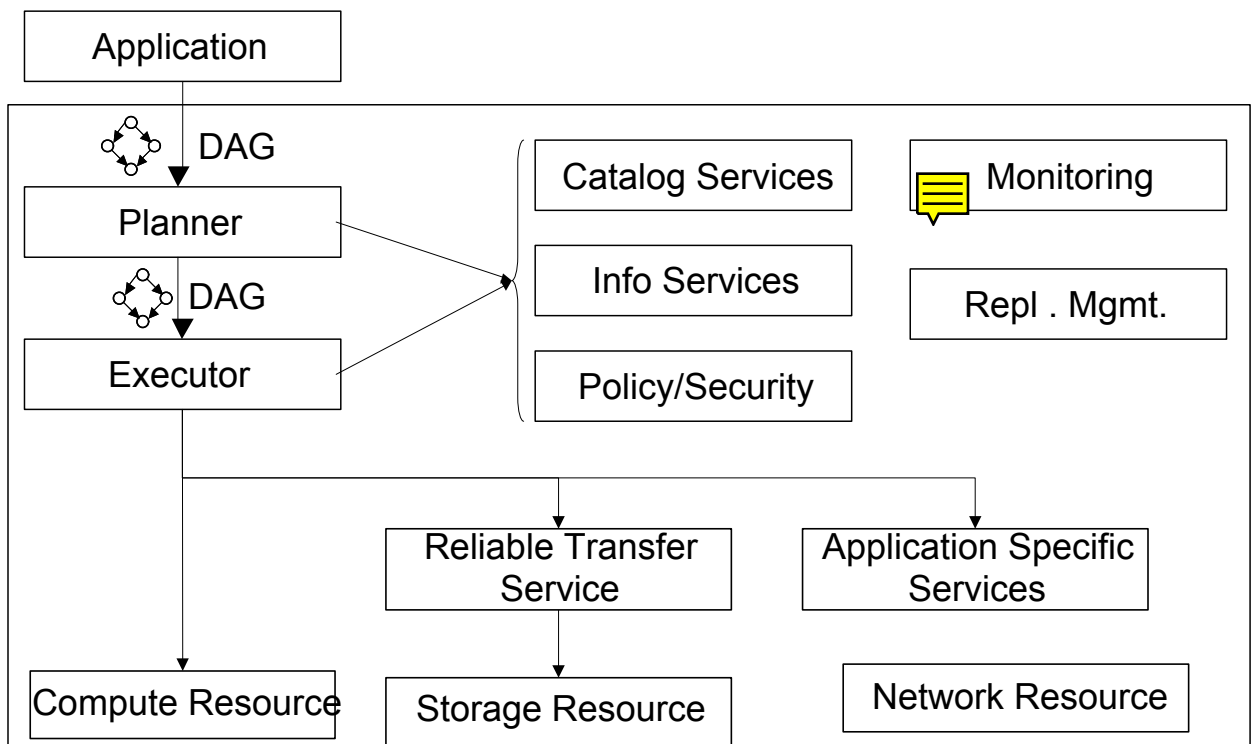 Application
DAG
Planner
DAG
Executor
Catalog Services
Info Services
Policy/Security
Monitoring
Repl . Mgmt.
Reliable Transfer
Service
Application Specific
Services
Compute Resource
Storage Resource
Network Resource